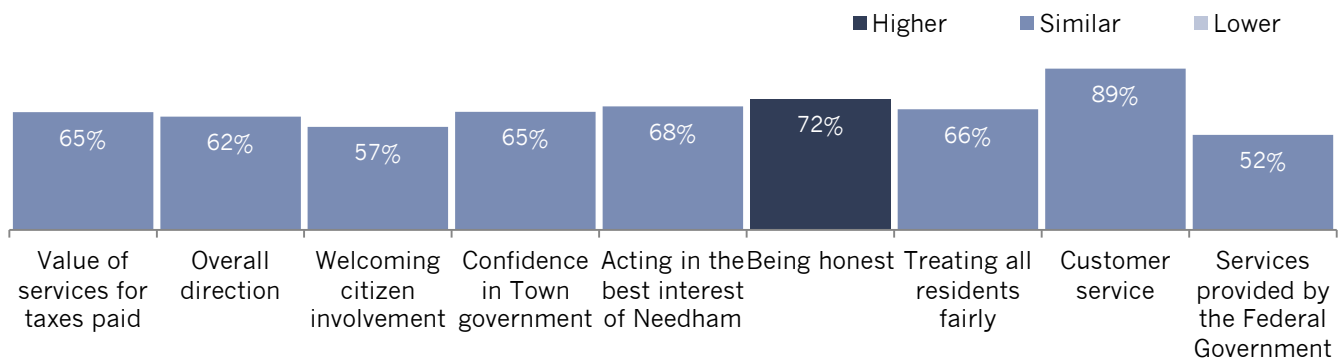 Higher Similar Lower
65% 62% 57% 65% 68% 72% 66% 89% 52%
Value of
services for
taxes paid
Overall
direction
Welcoming
citizen
involvement
Confidence
in Town
government
Acting in the
best interest
of Needham
Being honest
Treating all
residents
fairly
Customer
service
Services
provided by
the Federal
Government